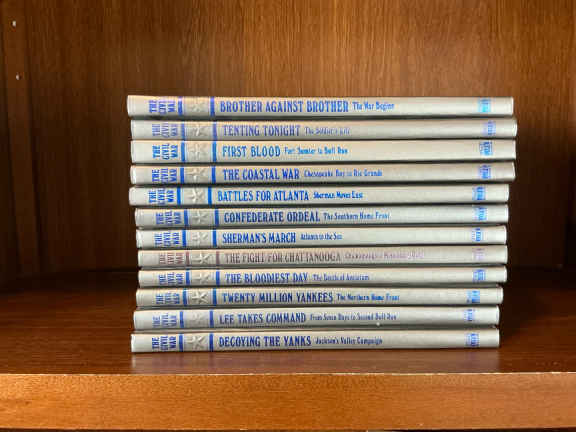 THE CIVIL WAR BROTHER AGAINST BROTHER The War Begins
THE CIVIL WAR TENTING TONIGHT The Soldier's Life
THE CIVIL WAR FIRST BLOOD Fort Sumter to Bull Run
THE CIVIL WAR THE COASTAL WAR Chesapeake Bay to Rio Grande
THE CIVIL WAR BATTLES FOR ATLANTA Sherman Moves East
THE CIVIL WAR CONFEDERATE ORDEAL The Southern Home Front
THE CIVIL WAR SHERMAN'S MARCH Atlanta to the Sea
THE CIVIL WAR THE FIGHT FOR CHATTANOOGA Chickamauga to Missionary Ridge
THE CIVIL WAR THE BLOODIEST DAY The Battle of Antietam
THE CIVIL WAR TWENTY MILLION YANKEES The Northern Home Front
THE CIVIL WAR LEE TAKES COMMAND From Seven Days to Second Bull Run
THE CIVIL WAR DECOYING THE YANKS Jackson's Valley Campaign